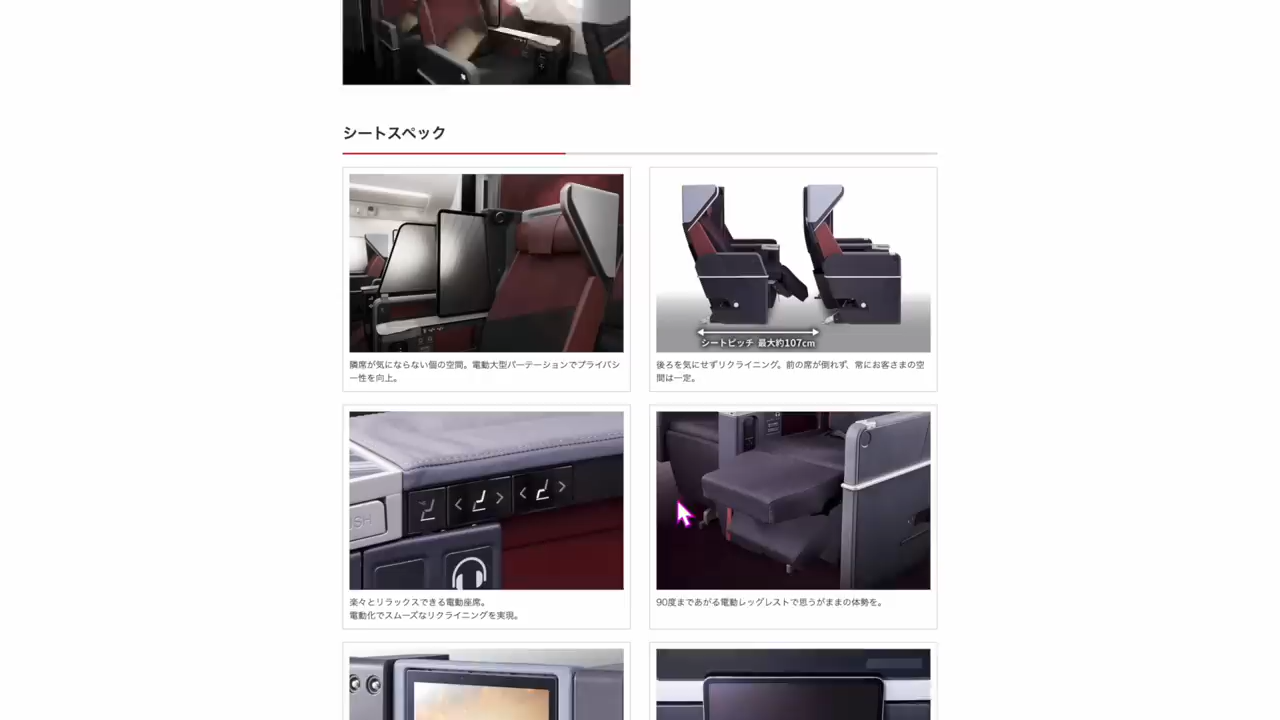 シートスペック
シートピッチ 最大約107cm
隣席が気にならない個の空間。電動大型パーテーションでプライバシ
ー性を向上。
後ろを気にせずリクライニング。前の席が倒れず、常にお客さまの空
間は一定。
ISH
楽々とリラックスできる電動座席。
電動化でスムーズなリクライニングを実現。
90度まであがる電動レッグレストで思うがままの体勢を。